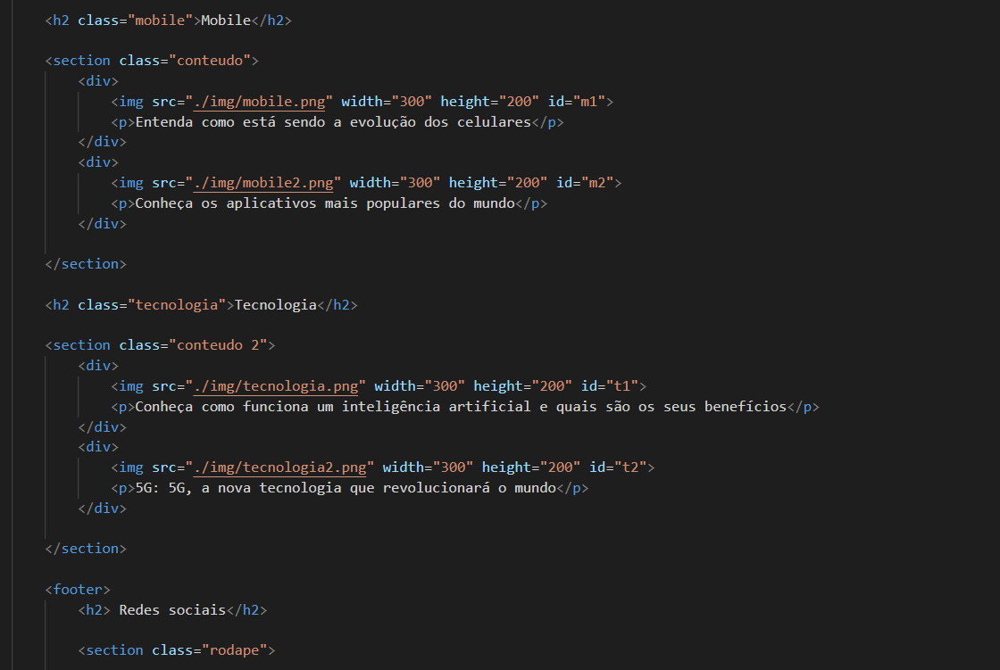 <h2 class="mobile">Mobile</h2>
<section class="conteudo">
<div>
<img src="./img/mobile.png" width="300" height="200" id="m1">
<p>Entenda como está sendo a evolução dos celulares</p>
</div>
<div>
<img src="./img/mobile2.png" width="300" height="200" id="m2">
<p>Conheça os aplicativos mais populares do mundo</p>
</div>
</section>
<h2 class="tecnologia">Tecnologia</h2>
<section class="conteudo 2">
<div>
<img src="./img/tecnologia.png" width="300" height="200" id="t1">
<p>Conheça como funciona um inteligência artificial e quais são os seus benefícios</p>
</div>
<div>
<img src="./img/tecnologia2.png" width="300" height="200" id="t2">
<p>5G: 5G, a nova tecnologia que revolucionará o mundo</p>
</div>
</section>
<footer>
<h2> Redes sociais</h2>
<section class="rodape">